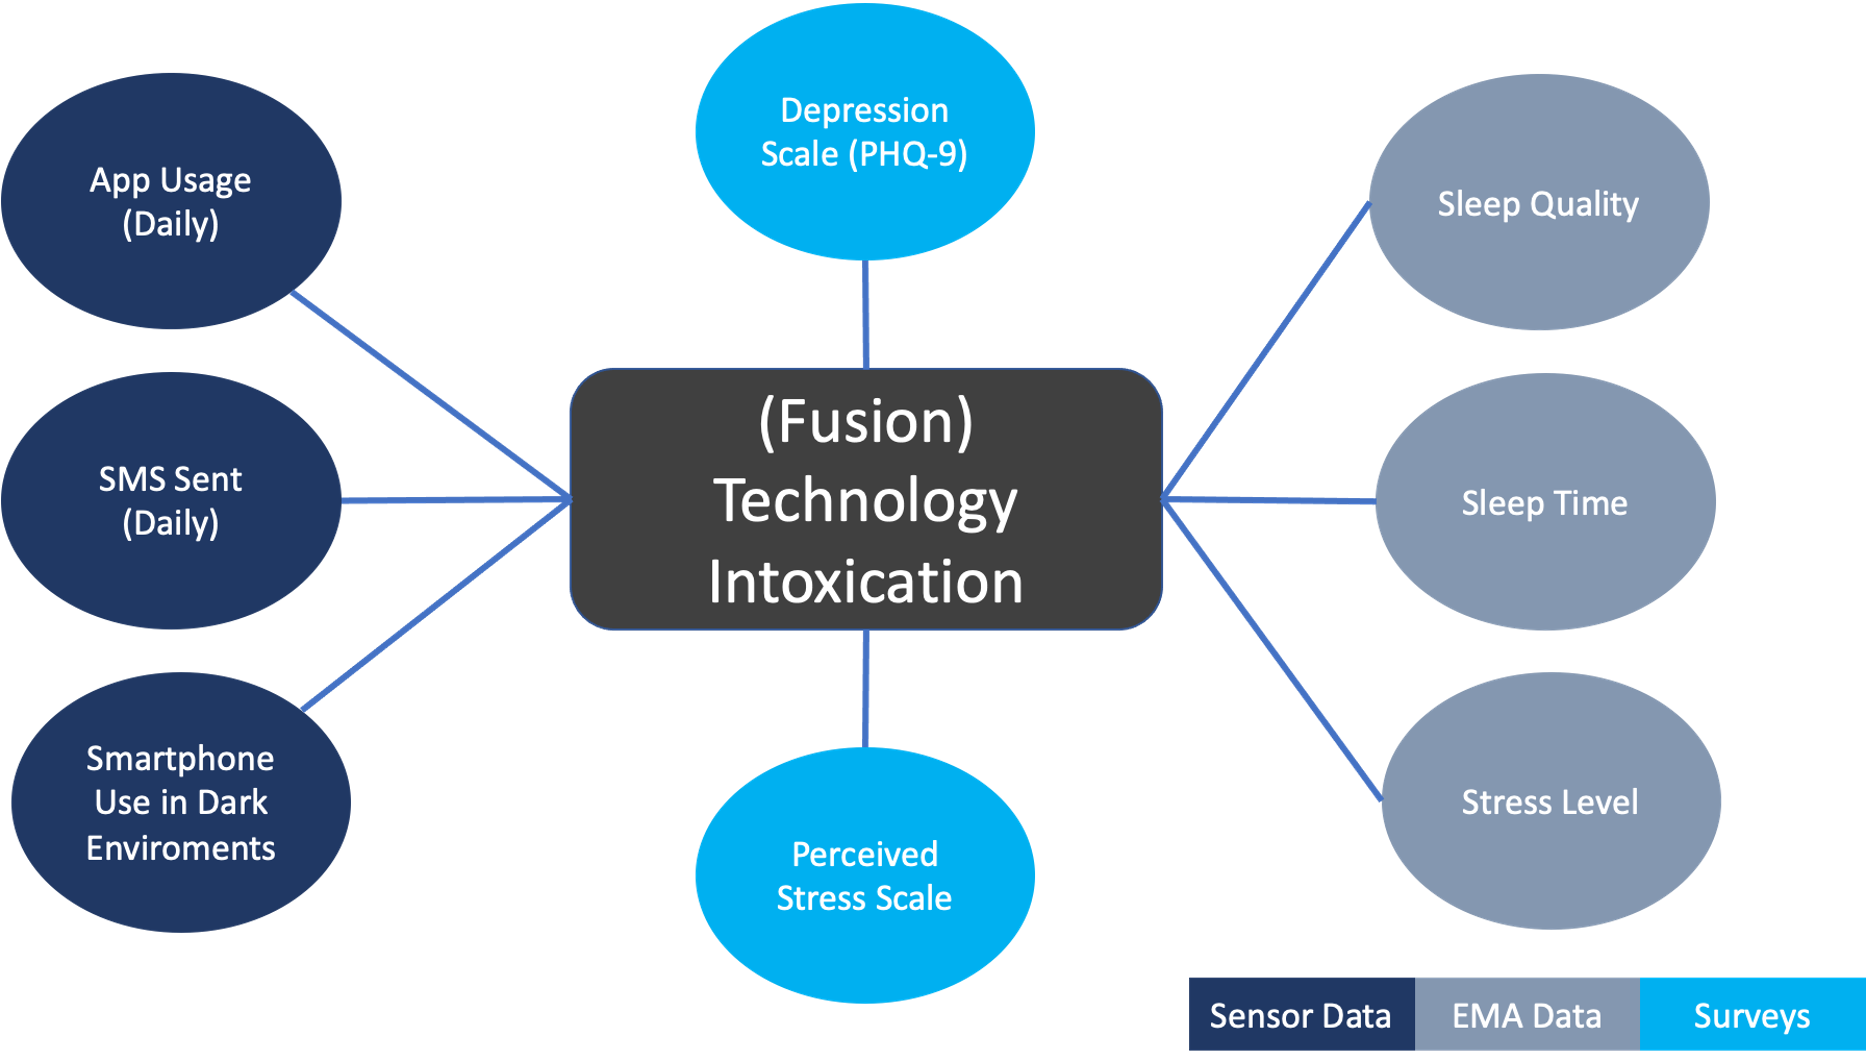 Depression
Scale (PHQ-9)
App Usage
(Daily)
Sleep Quality
(Fusion)
Technology
Intoxication
SMS Sent
(Daily)
Sleep Time
Smartphone
Use in Dark
Enviroments
Perceived
Stress Scale
Stress Level
Sensor Data
EMA Data
Surveys